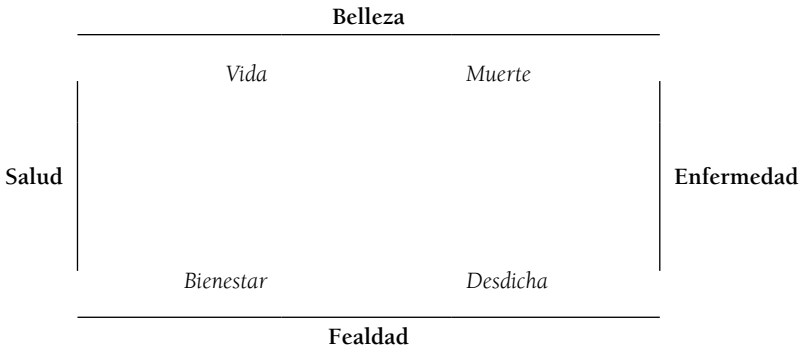 Belleza
Vida Muerte
Salud Enfermedad
Bienestar Desdicha
Fealdad